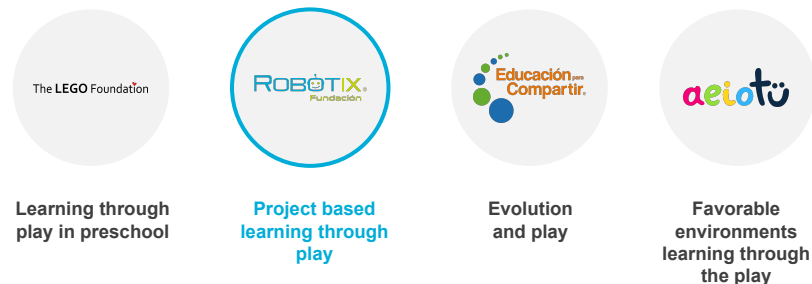 The LEGO Foundation
ROBOTIX®
Fundación
Educación para
Compartir®
aeiotü
Learning through
play in preschool
Project based
learning through
play
Evolution
and play
Favorable
environments
learning through
the play